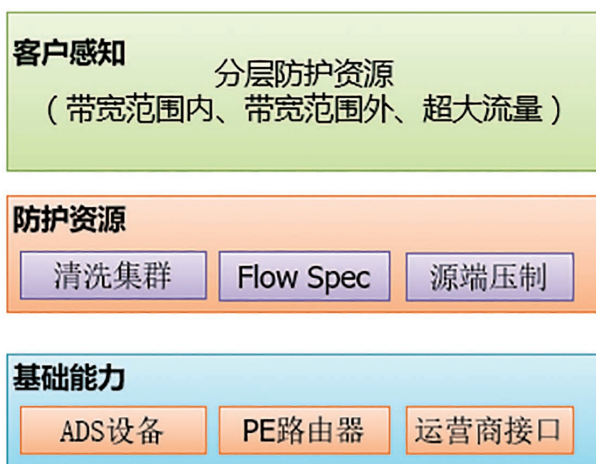 客户感知
分层防护资源
（带宽范围内、带宽范围外、超大流量）
防护资源
清洗集群 Flow Spec 源端压制
基础能力
ADS设备 PE路由器 运营商接口